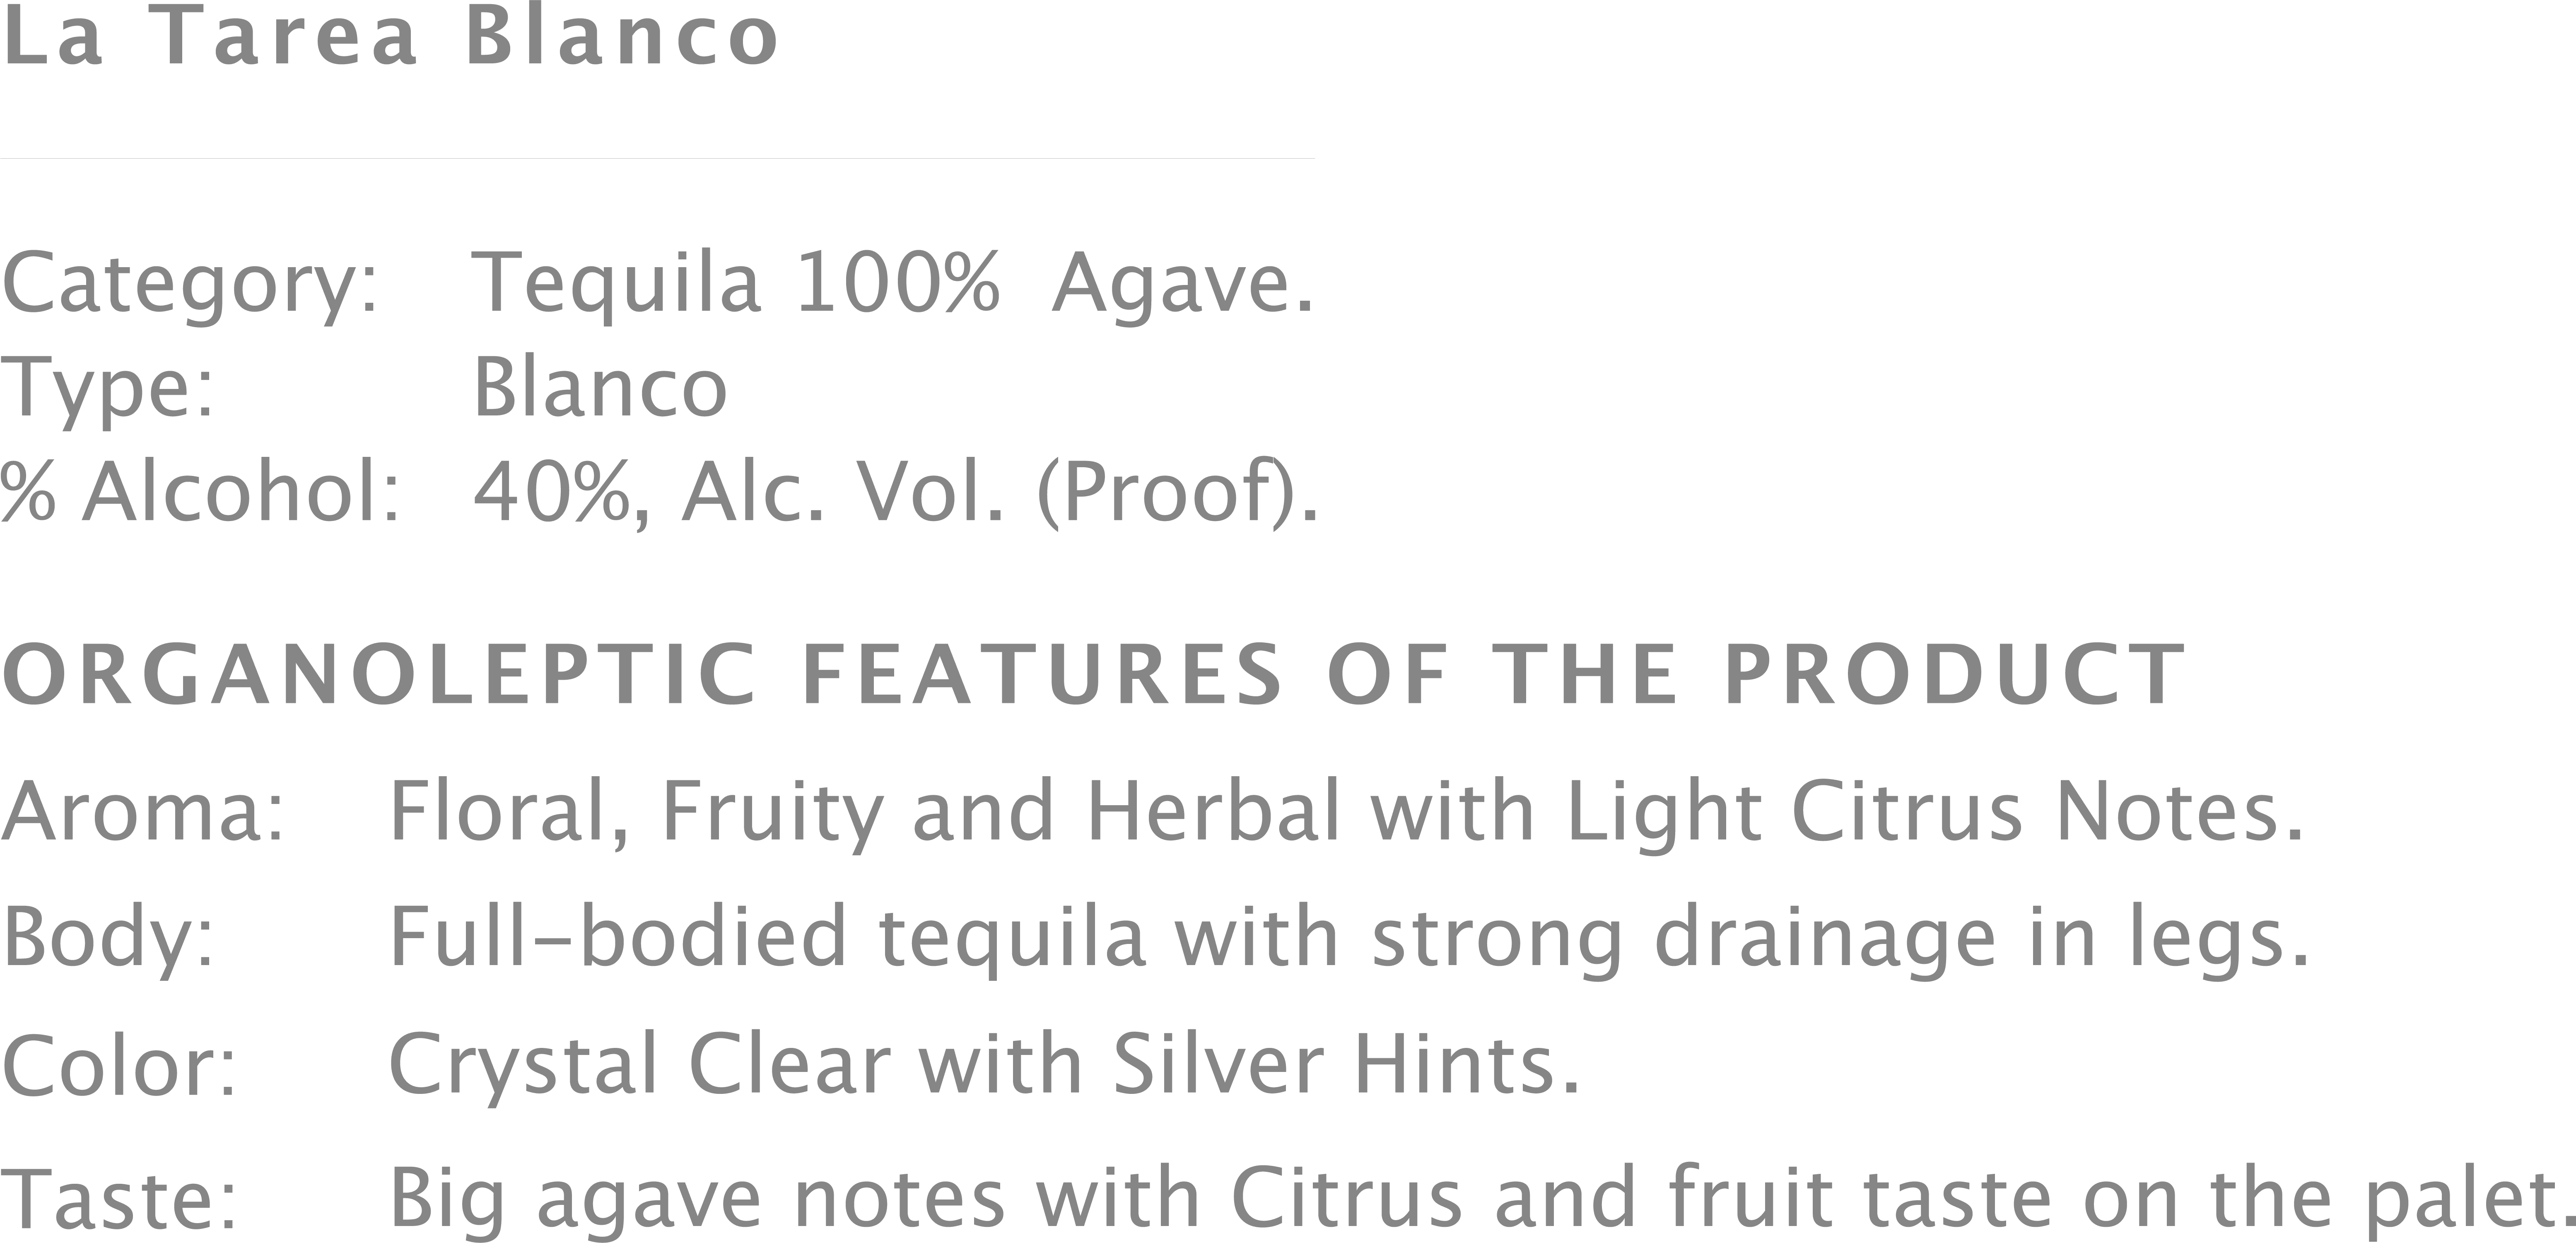 La Tarea Blanco
Category: Tequila 100% Agave.
Type: Blanco
% Alcohol: 40%, Alc. Vol. (Proof).
ORGANOLEPTIC FEATURES OF THE PRODUCT
Aroma: Floral, Fruity and Herbal with Light Citrus Notes.
Body: Full-bodied tequila with strong drainage in legs.
Color: Crystal Clear with Silver Hints.
Taste: Big agave notes with Citrus and fruit taste on the palet.